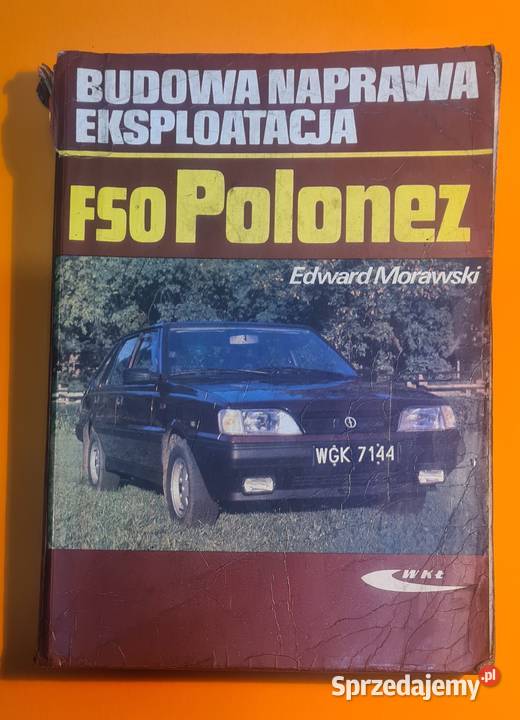 BUDOWA NAPRAWA
EKSPLOATACJA
FSO Polonez
Edward Morawski
WGK 7144
WKŁ
Sprzedajemy.pl